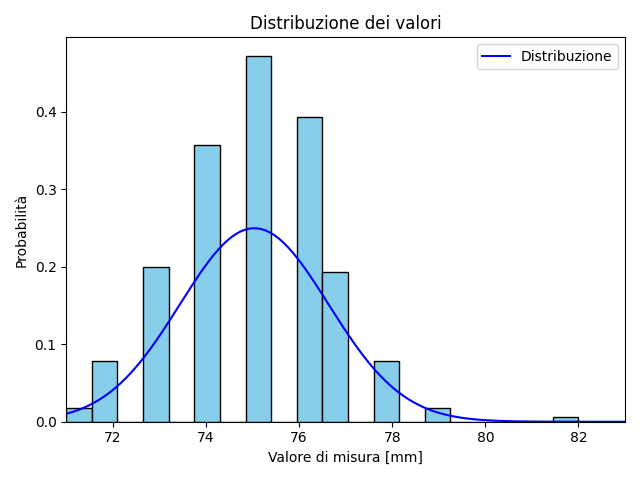 Distribuzione dei valori
Distribuzione
Probabilità
0.4
0.3
0.2
0.1
0.0
72 74 76 78 80 82
Valore di misura [mm]